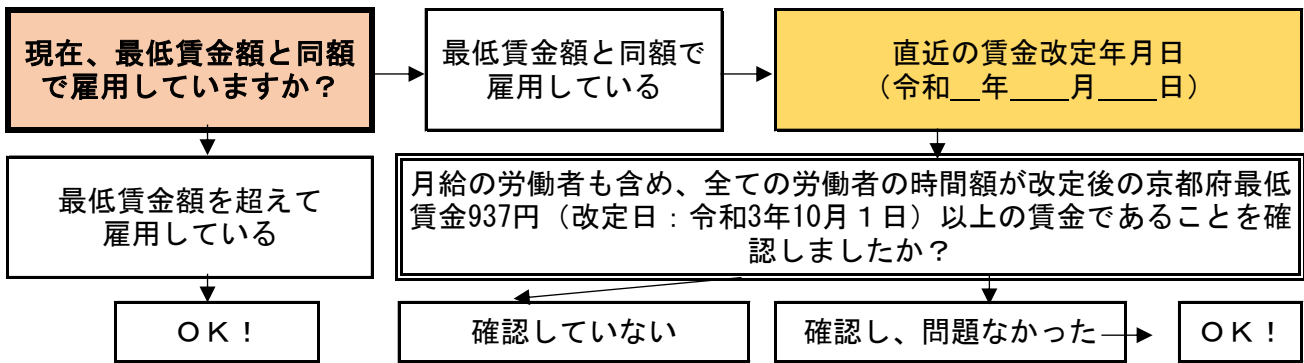 現在、最低賃金額と同額
で雇用していますか？
最低賃金額と同額で
雇用している
直近の賃金改定年月日
（令和__年____月____日）
最低賃金額を超えて
雇用している
月給の労働者も含め、全ての労働者の時間額が改定後の京都府最低
賃金937円（改定日：令和3年10月１日）以上の賃金であることを確
認しましたか？
ＯＫ！
確認していない
確認し、問題なかった
ＯＫ！